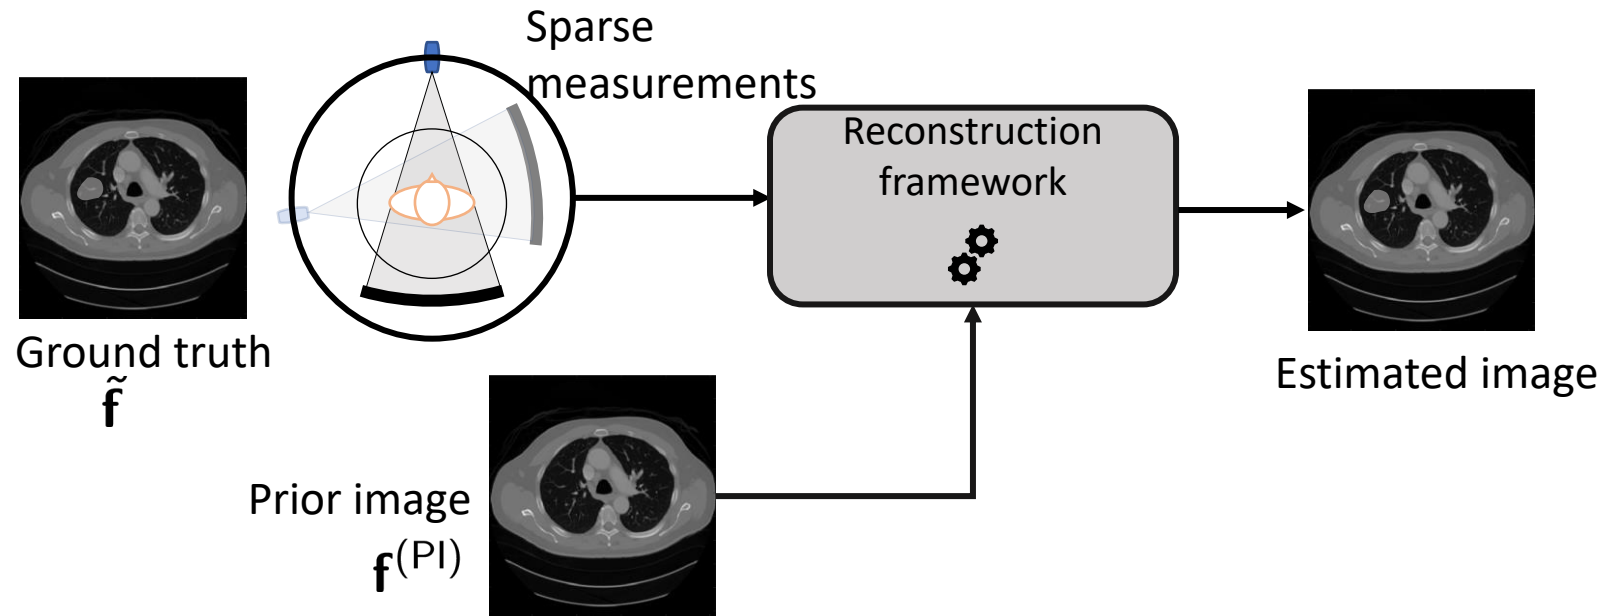 Sparse
measurements
Reconstruction
framework
Ground truth
f̃
Estimated image
Prior image
f^(PI)